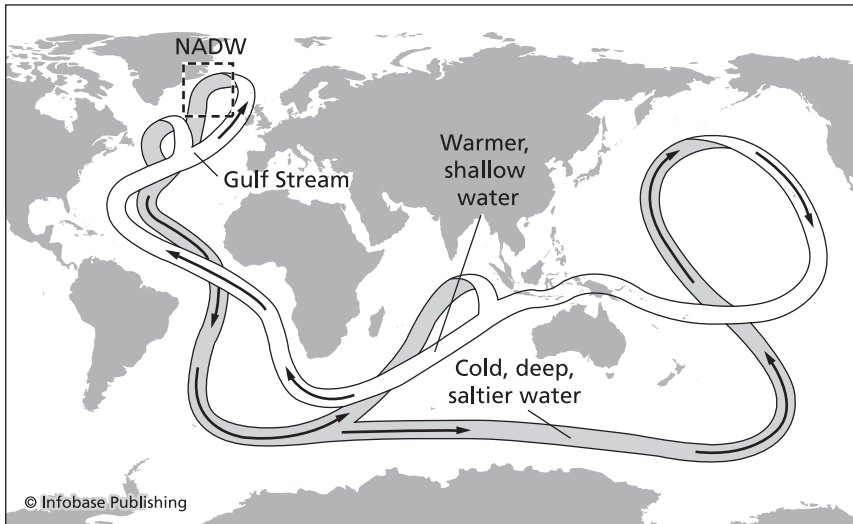 NADW
Gulf Stream
Warmer,
shallow
water
Cold, deep,
saltier water
© Infobase Publishing